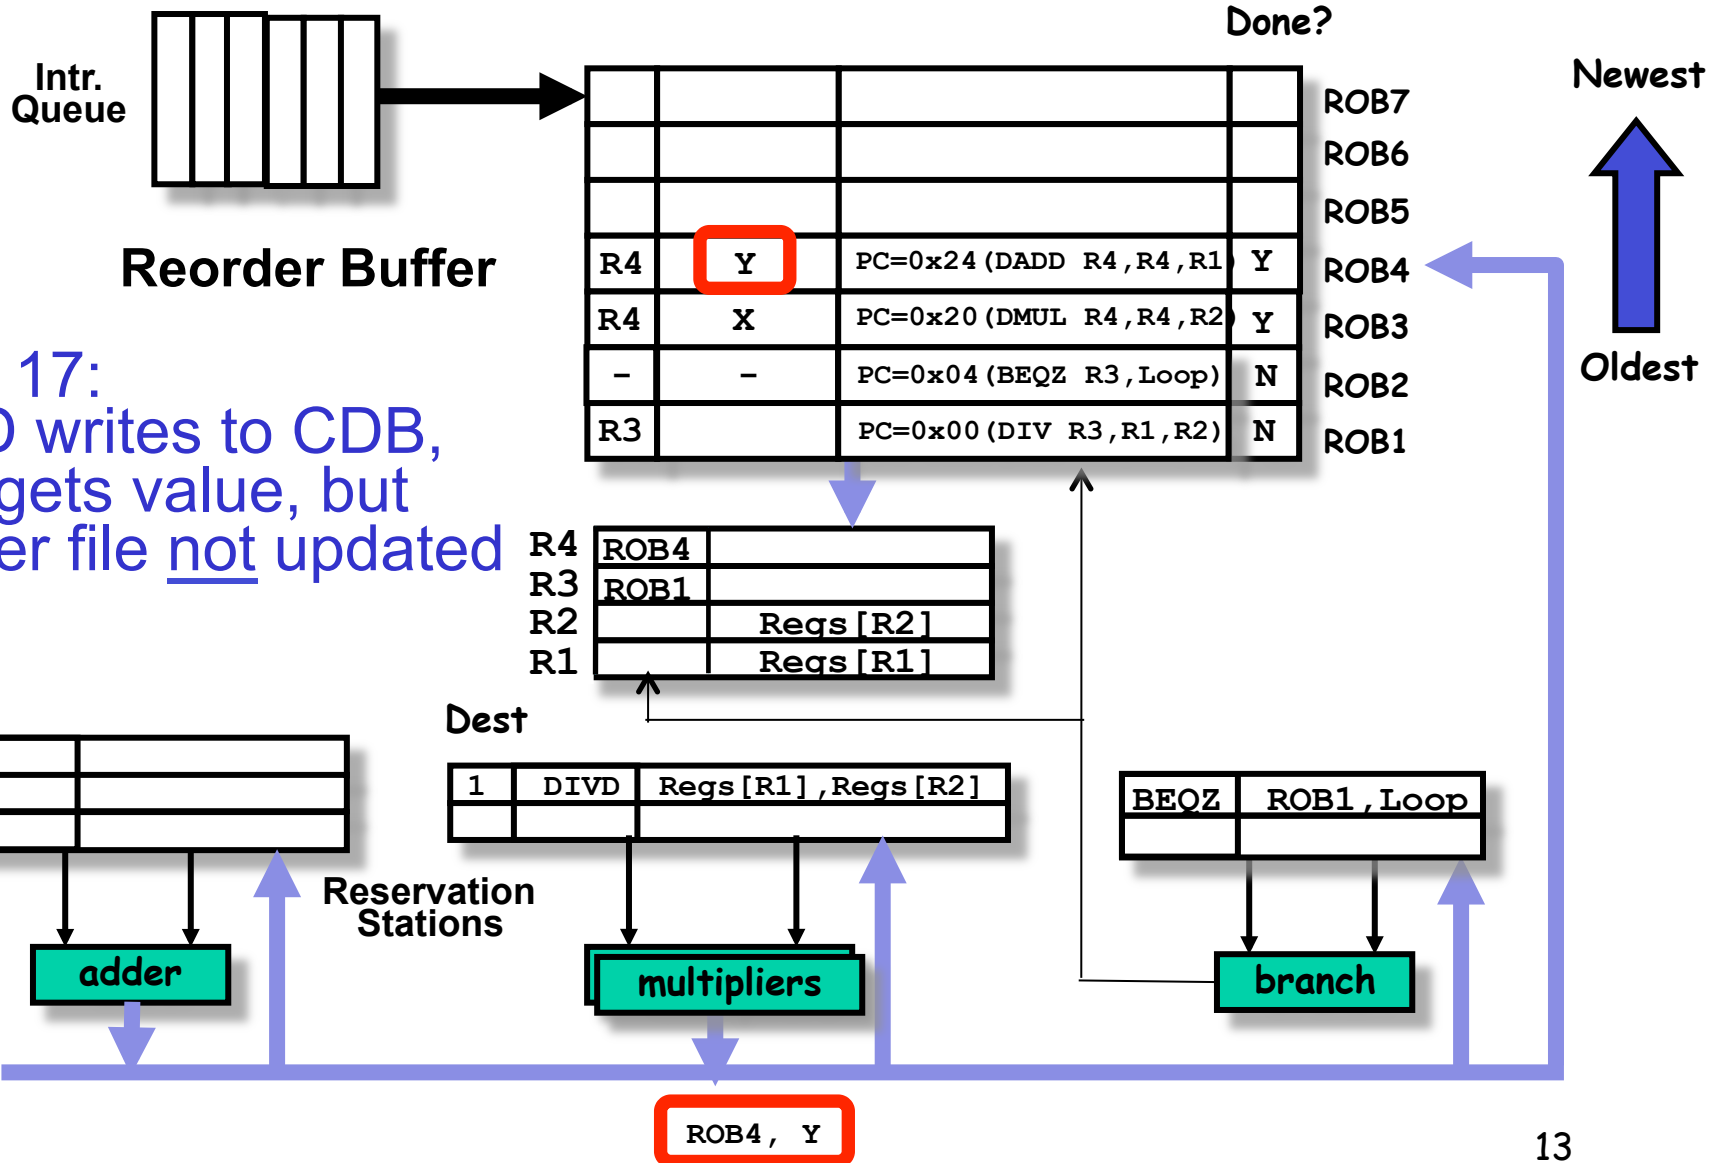 Done?
Intr.
Queue
Newest
ROB7
ROB6
ROB5
Reorder Buffer
R4 Y PC=0x24(DADD R4,R4,R1) Y ROB4
R4 X PC=0x20(DMUL R4,R4,R2) Y ROB3
- - PC=0x04(BEQZ R3,Loop) N ROB2
R3 PC=0x00(DIV R3,R1,R2) N ROB1
Oldest
17:
writes to CDB,
gets value, but
er file not updated
R4 ROB4
R3 ROB1
R2 Regs[R2]
R1 Regs[R1]
Dest
1 DIVD Regs[R1],Regs[R2]
BEQZ ROB1,Loop
Reservation
Stations
adder
multipliers
branch
ROB4, Y
13